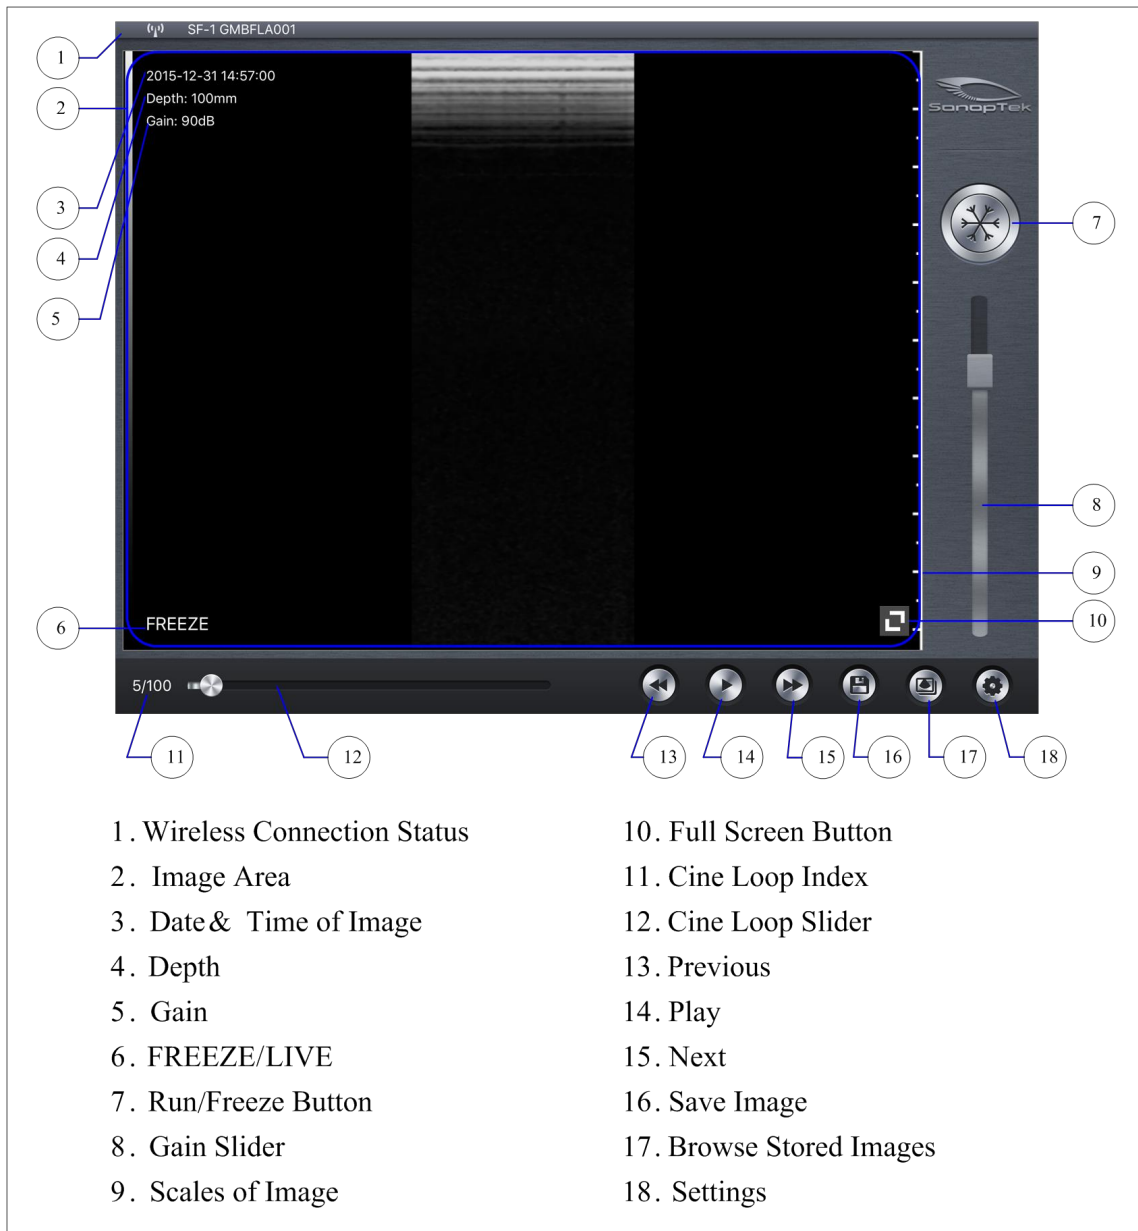 SF-1 GMBFLA001
1
2015-12-31 14:57:00
2
Depth: 100mm
SonopTek
Gain: 90dB
3
7
4
5
8
9
FREEZE
10
6
5/100
11
12
13
14
15
16
17
18
1. Wireless Connection Status
2. Image Area
3. Date& Time of Image
4. Depth
5. Gain
6. FREEZE/LIVE
7. Run/Freeze Button
8. Gain Slider
9. Scales of Image
10. Full Screen Button
11. Cine Loop Index
12. Cine Loop Slider
13. Previous
14. Play
15. Next
16. Save Image
17. Browse Stored Images
18. Settings